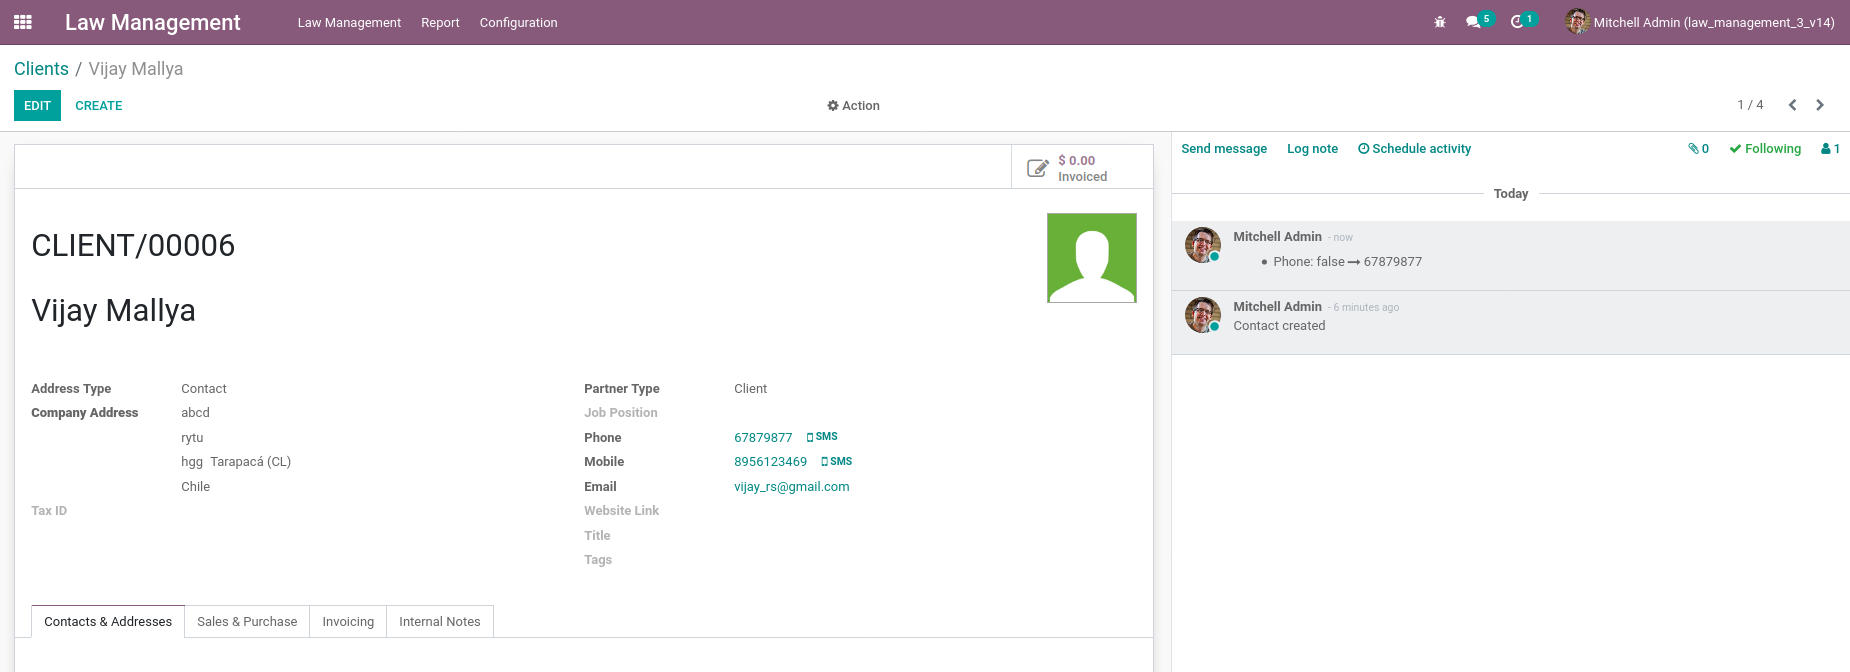 Law Management Law Management Report Configuration 5 1 Mitchell Admin (law_management_3_v14)
Clients / Vijay Mallya
EDIT CREATE Action 1 / 4
$ 0.00
Invoiced
CLIENT/00006
Vijay Mallya
Address Type Contact Partner Type Client
Company Address abcd Job Position
rytu Phone 67879877 SMS
hgg Tarapacá (CL) Mobile 8956123469 SMS
Chile Email vijay_rs@gmail.com
Tax ID Website Link
Title
Tags
Contacts & Addresses Sales & Purchase Invoicing Internal Notes
Send message Log note Schedule activity 0 Following 1
Today
Mitchell Admin - now
• Phone: false → 67879877
Mitchell Admin - 6 minutes ago
Contact created